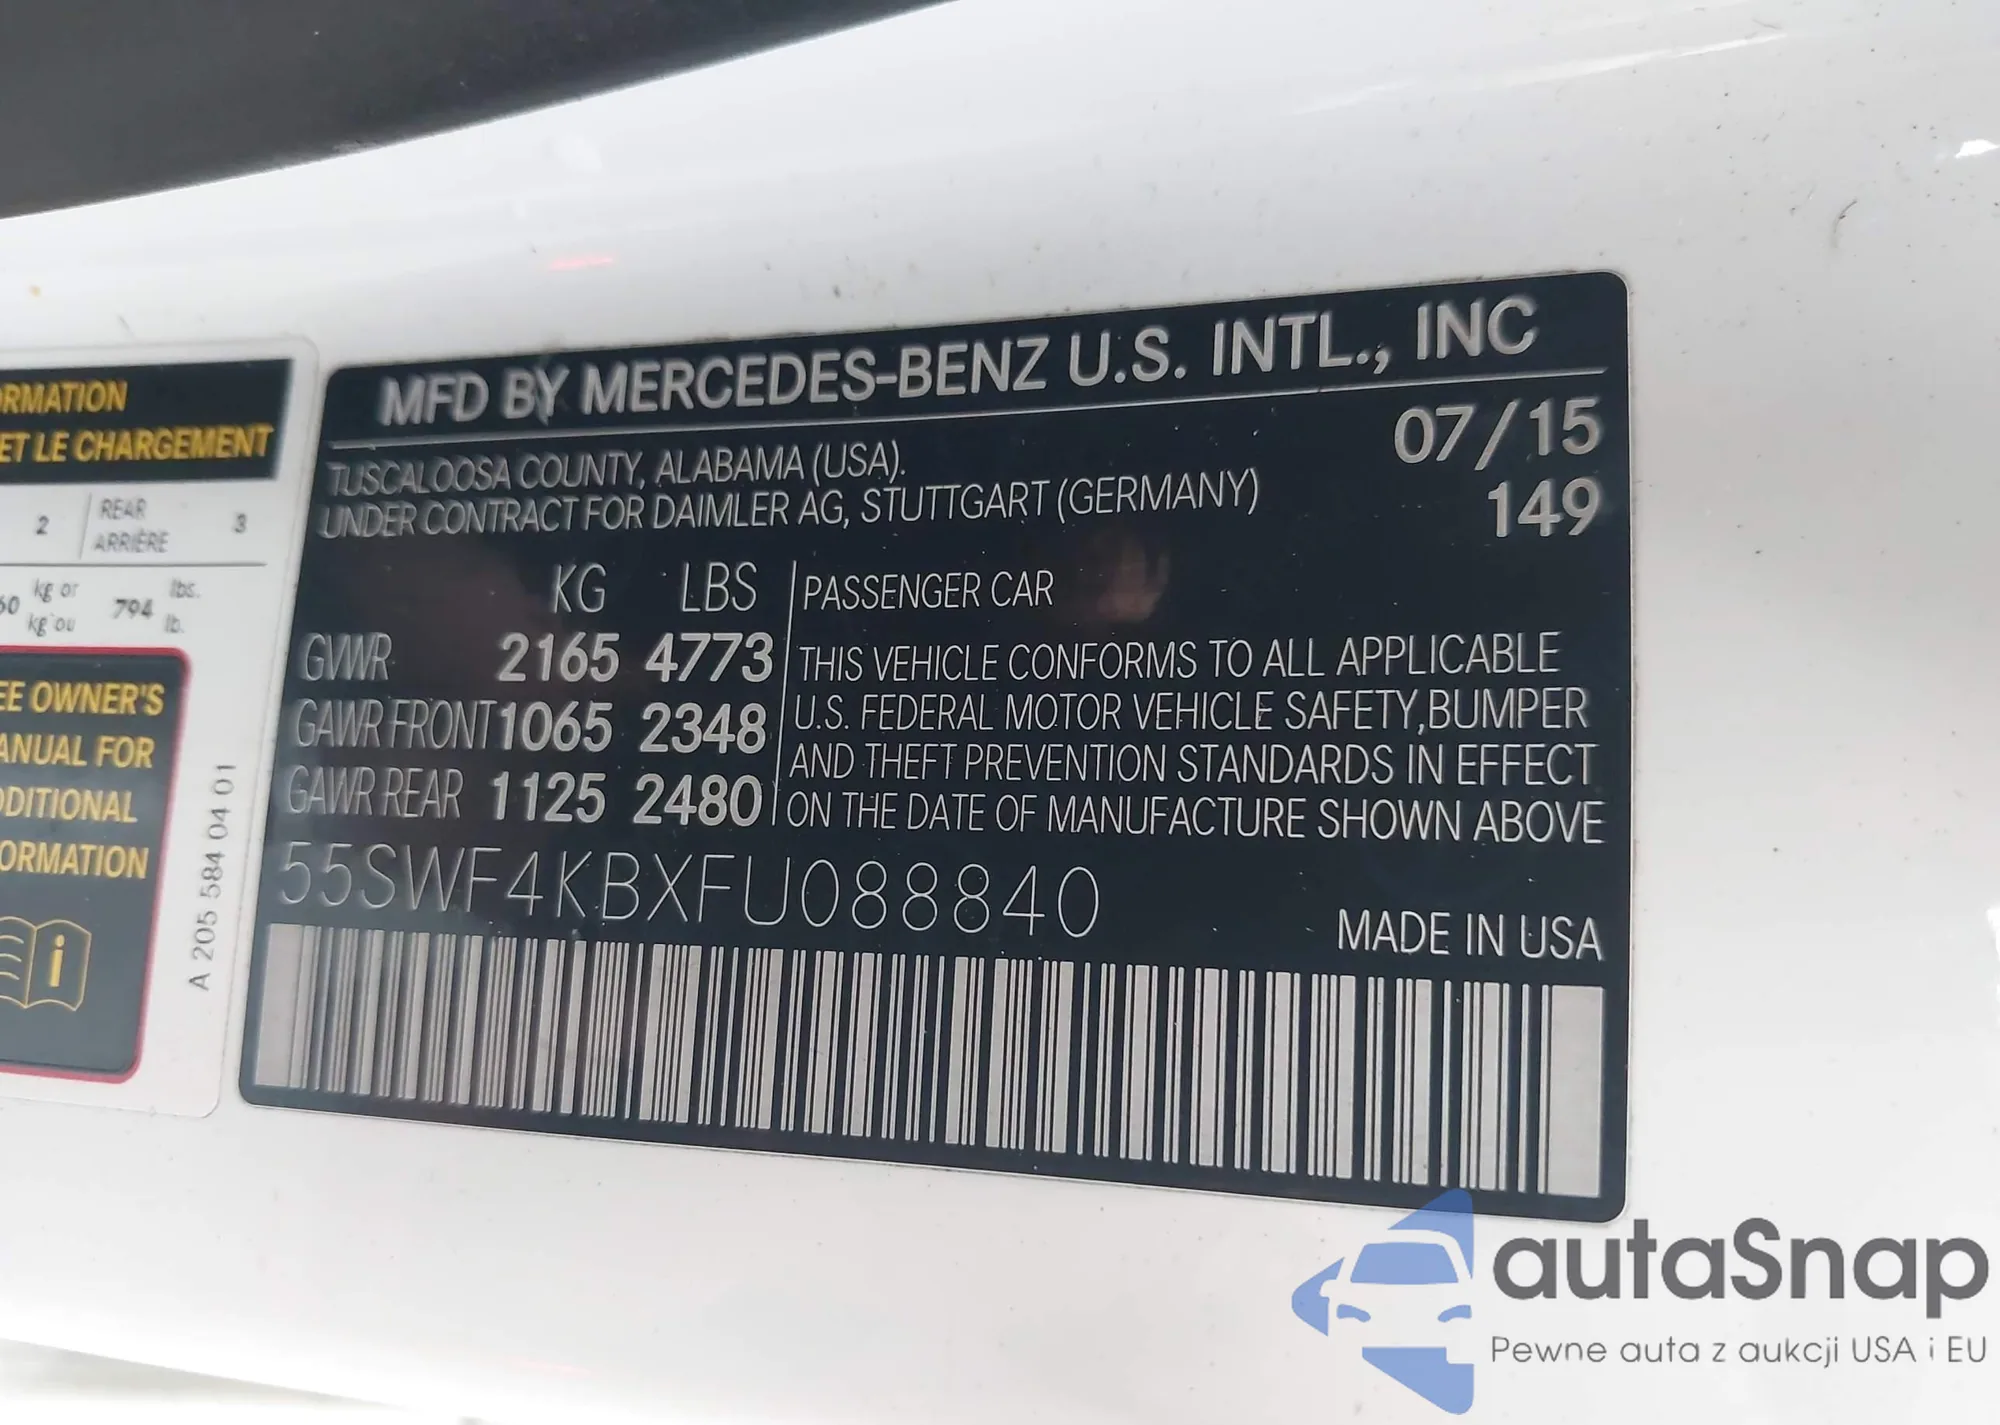 MFD BY MERCEDES-BENZ U.S. INTL., INC
TUSCALOOSA COUNTY, ALABAMA (USA). 07/15
UNDER CONTRACT FOR DAIMLER AG, STUTTGART (GERMANY) 149
KG LBS PASSENGER CAR
GVWR 2165 4773 THIS VEHICLE CONFORMS TO ALL APPLICABLE
GAWR FRONT 1065 2348 U.S. FEDERAL MOTOR VEHICLE SAFETY, BUMPER
GAWR REAR 1125 2480 AND THEFT PREVENTION STANDARDS IN EFFECT
ON THE DATE OF MANUFACTURE SHOWN ABOVE
55SWF4KBXFU088840
MADE IN USA
ORMATION
ET LE CHARGEMENT
2 REAR 3
ARRIÈRE
60 kg or 794 lbs.
kg ou lb.
EE OWNER'S
ANUAL FOR
DDITIONAL
ORMATION
i
A 205 584 04 01
autaSnap
Pewne auta z aukcji USA i EU